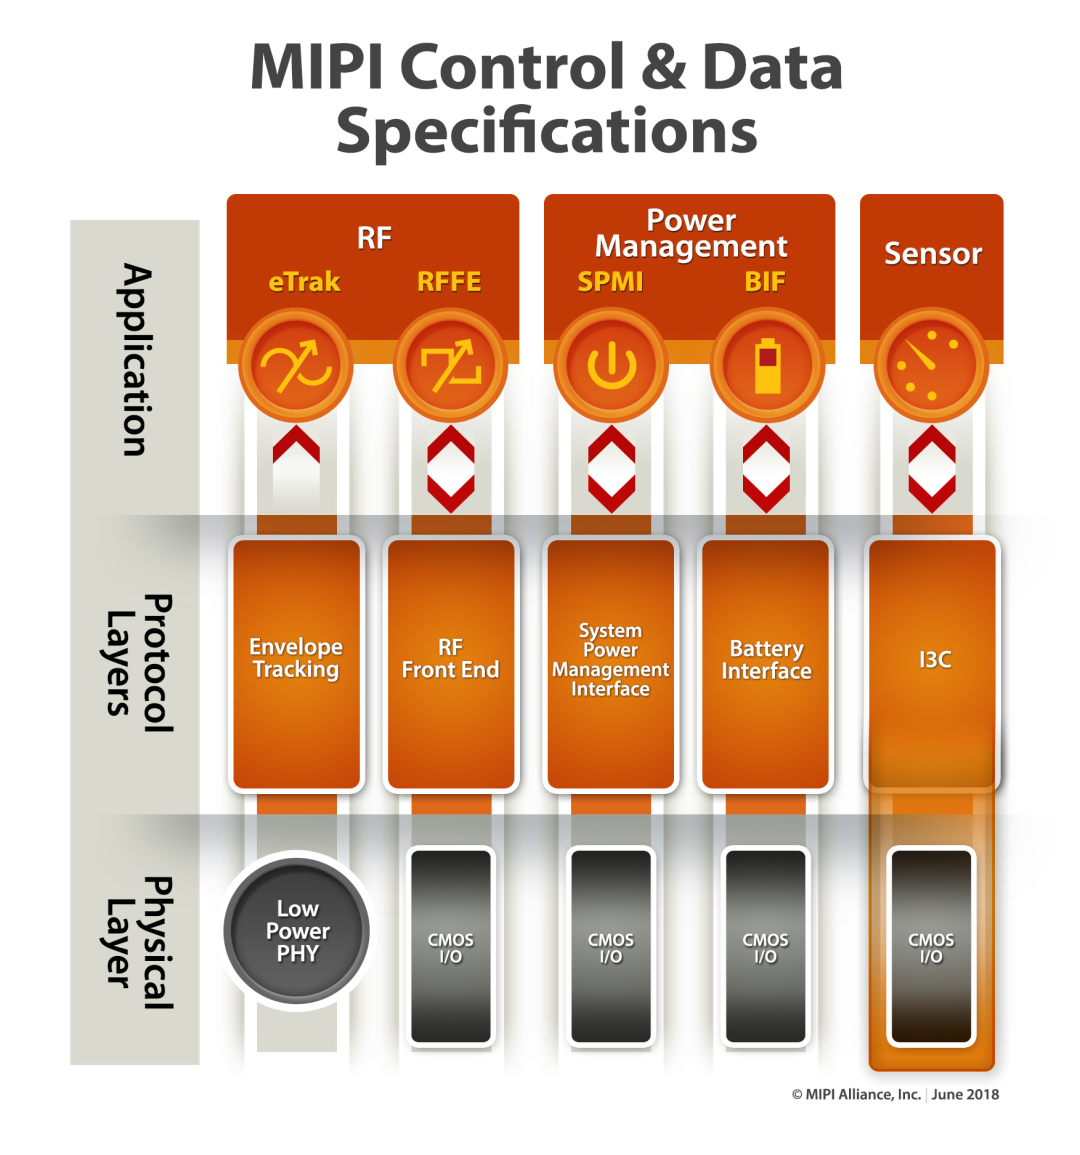 MIPI Control & Data
Specifications
Application
RF
eTrak
RFFE
Power
Management
SPMI
BIF
Sensor
Protocol
Layers
Envelope
Tracking
RF
Front End
System
Power
Management
Interface
Battery
Interface
I3C
Physical
Layer
Low
Power
PHY
CMOS
I/O
CMOS
I/O
CMOS
I/O
CMOS
I/O
© MIPI Alliance, Inc. | June 2018